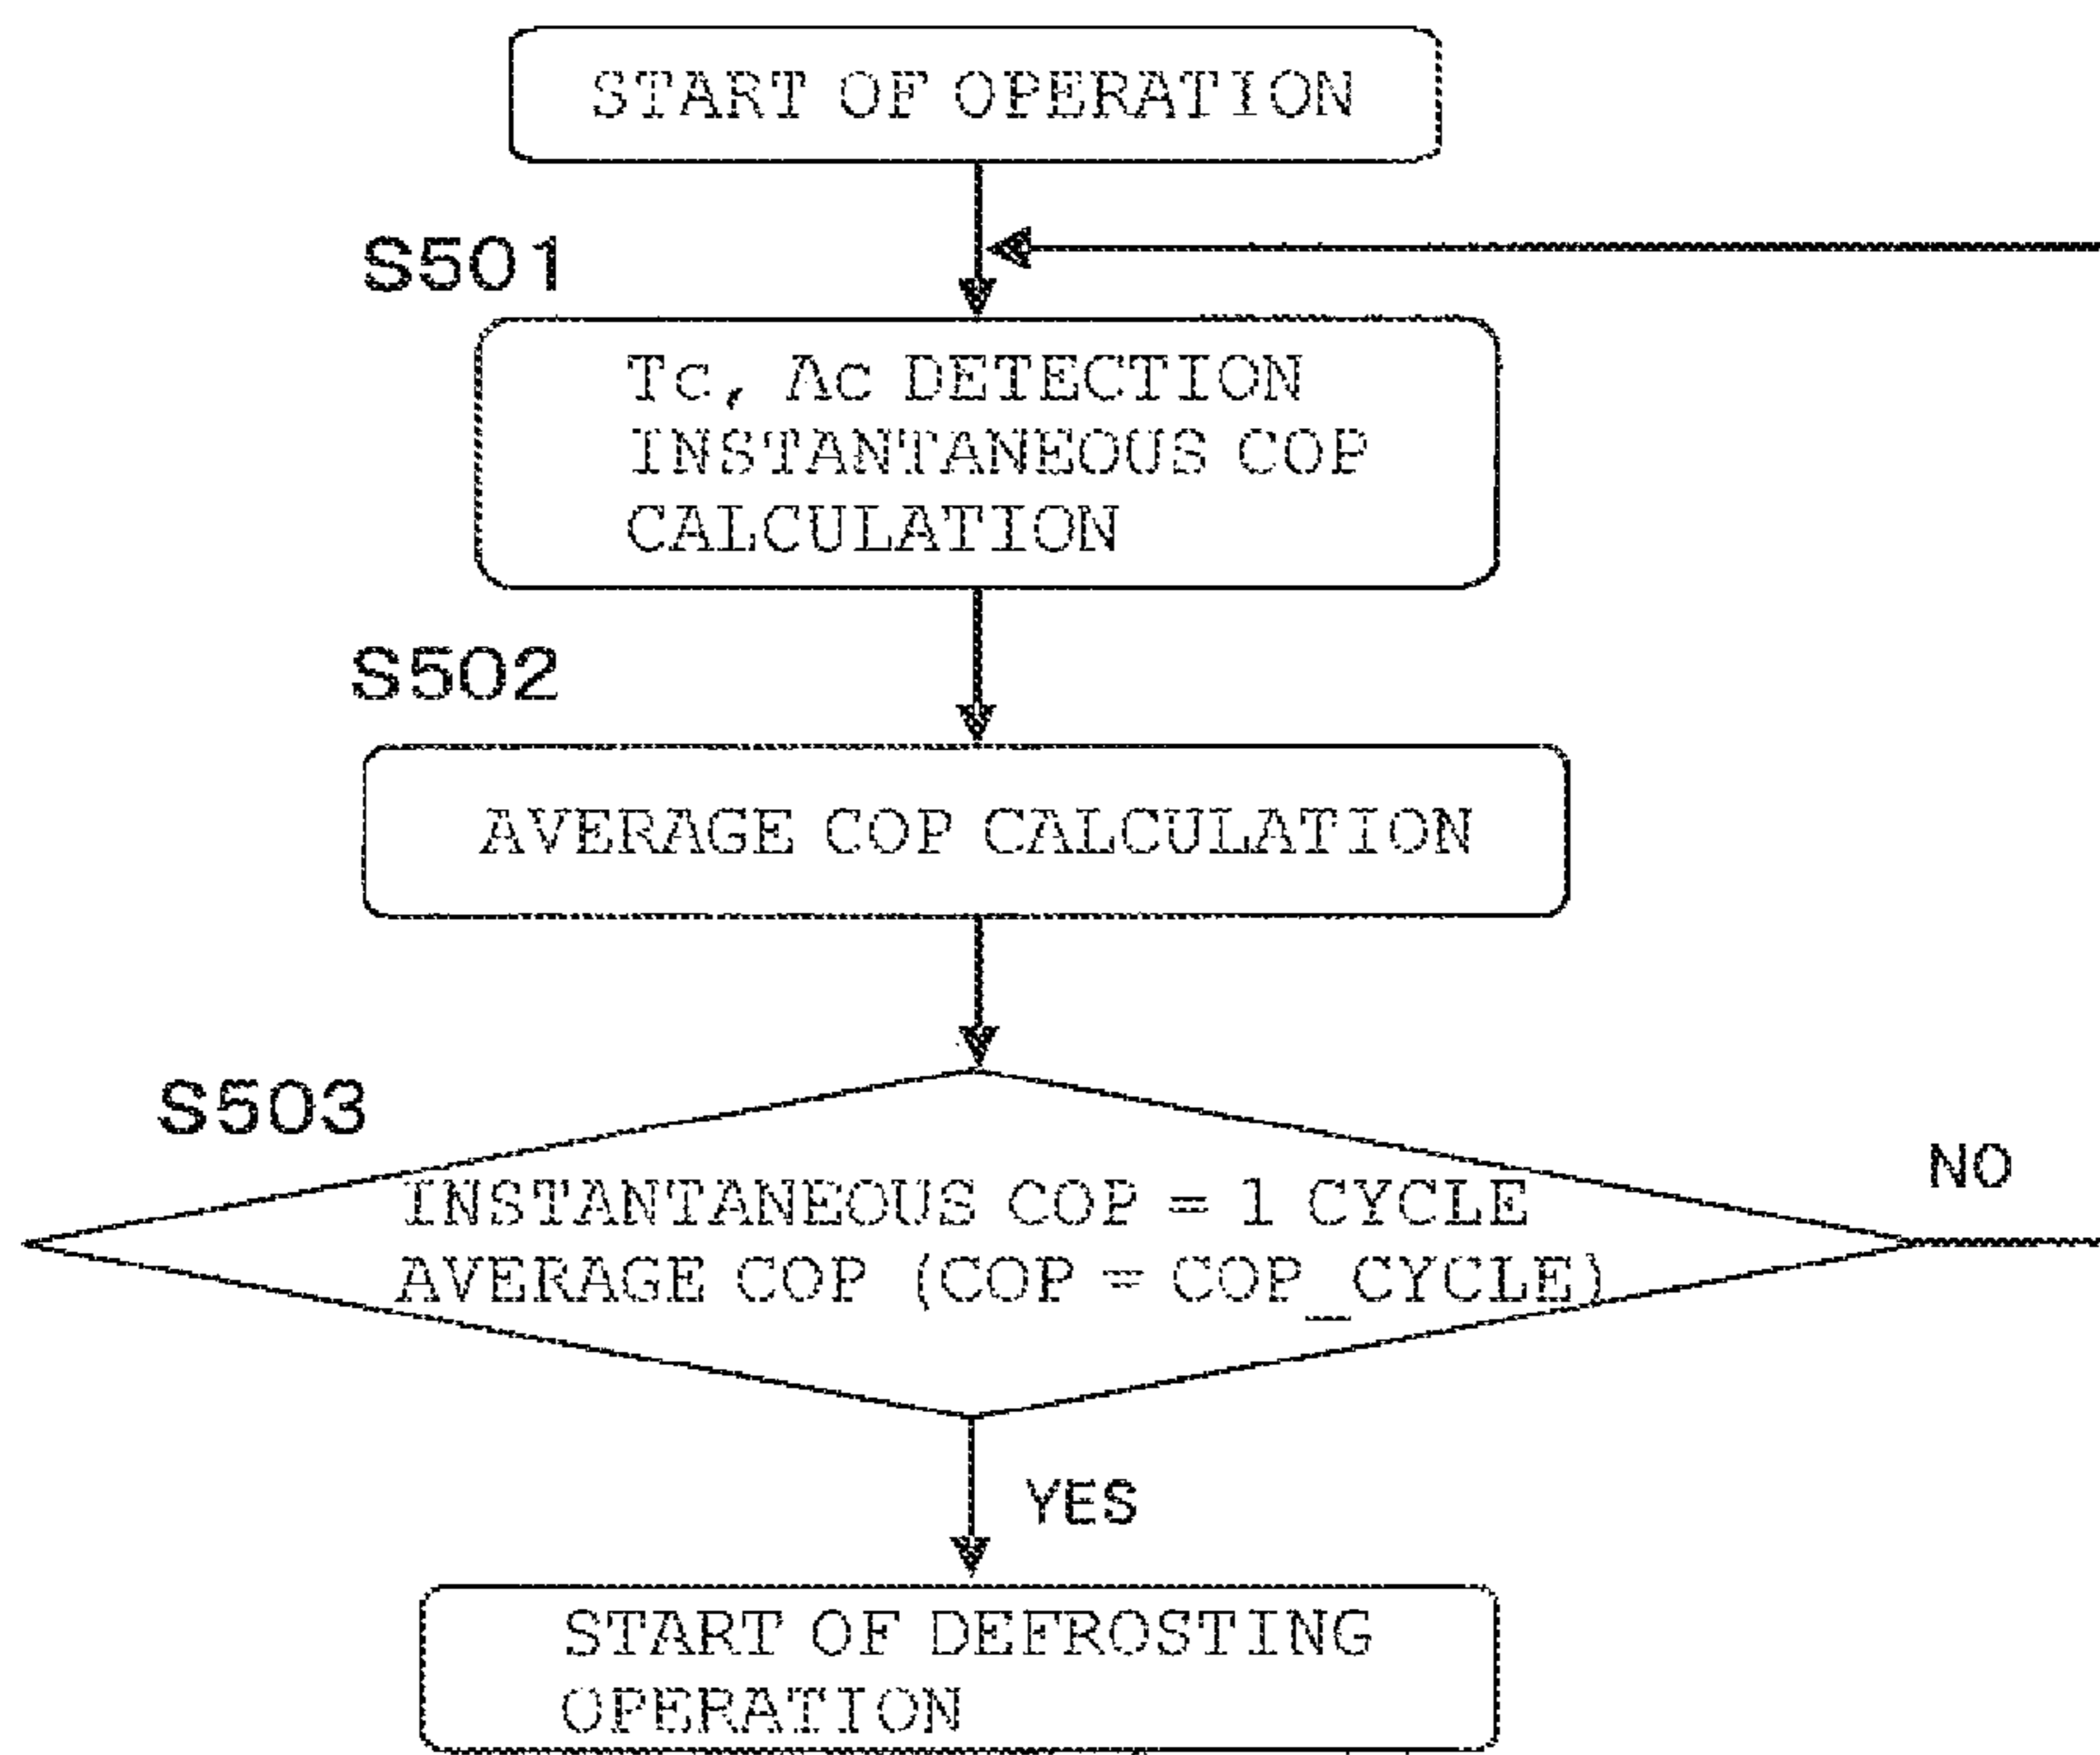 START OF OPERATION
S501
Tc, Ac DETECTION
INSTANTANEOUS COP
CALCULATION
S502
AVERAGE COP CALCULATION
S503
INSTANTANEOUS COP = 1 CYCLE
AVERAGE COP (COP = COP_CYCLE)
NO
YES
START OF DEFROSTING
OPERATION